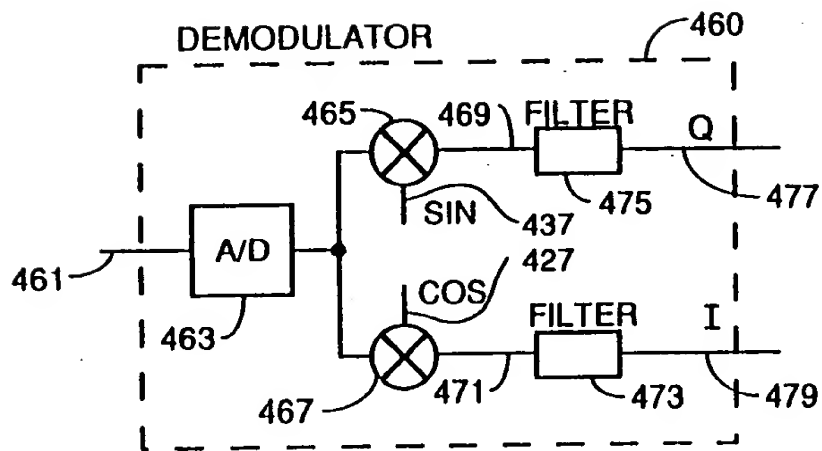 DEMODULATOR
460
465
469
FILTER
Q
SIN
437
475
477
A/D
461
463
COS
427
FILTER
I
467
471
473
479